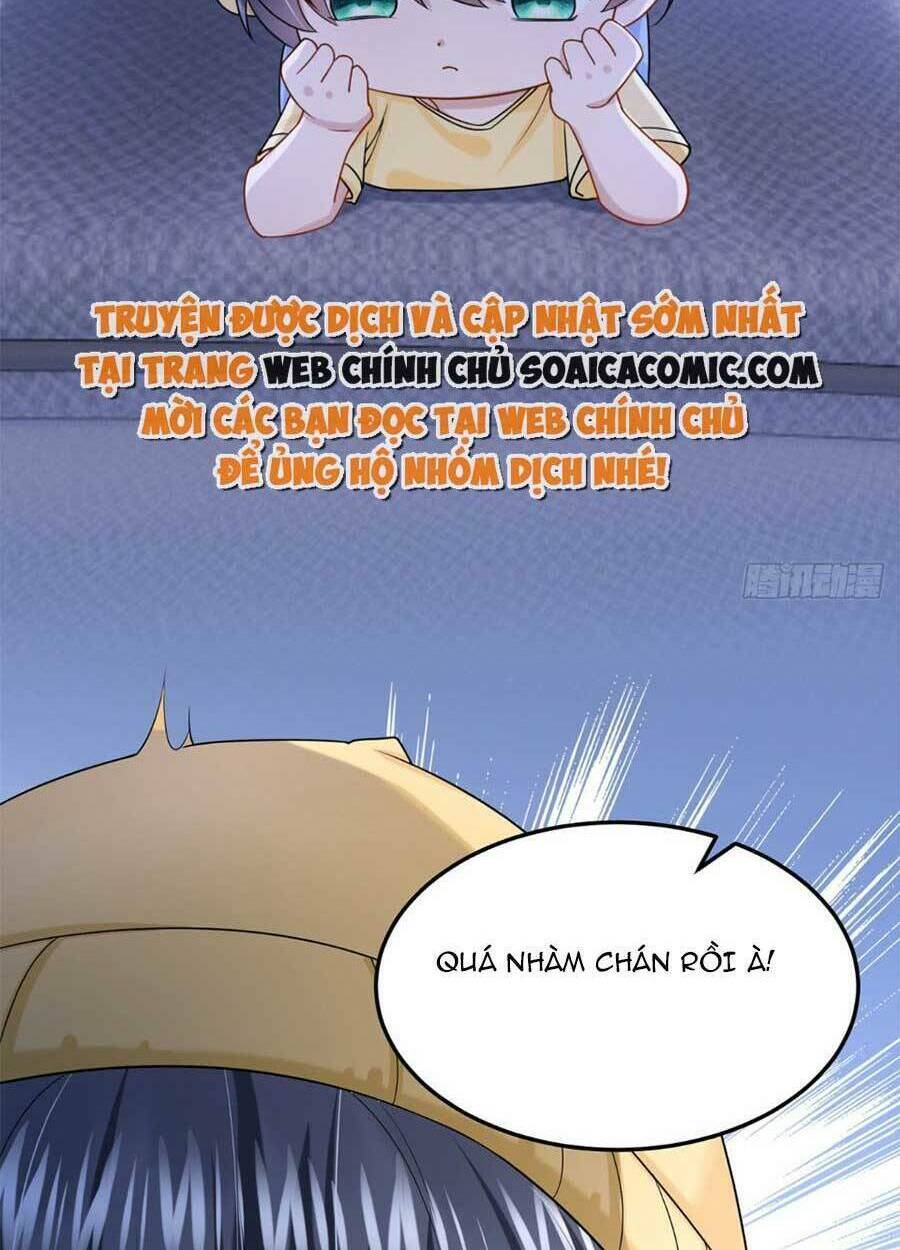 TRUYỆN ĐƯỢC DỊCH VÀ CẬP NHẬT SỚM NHẤT
TẠI TRANG WEB CHÍNH CHỦ SOAICACOMIC.COM
MỜI CÁC BẠN ĐỌC TẠI WEB CHÍNH CHỦ
ĐỂ ỦNG HỘ NHÓM DỊCH NHÉ!
腾讯动漫
QUÁ NHÀM CHÁN RỒI À!